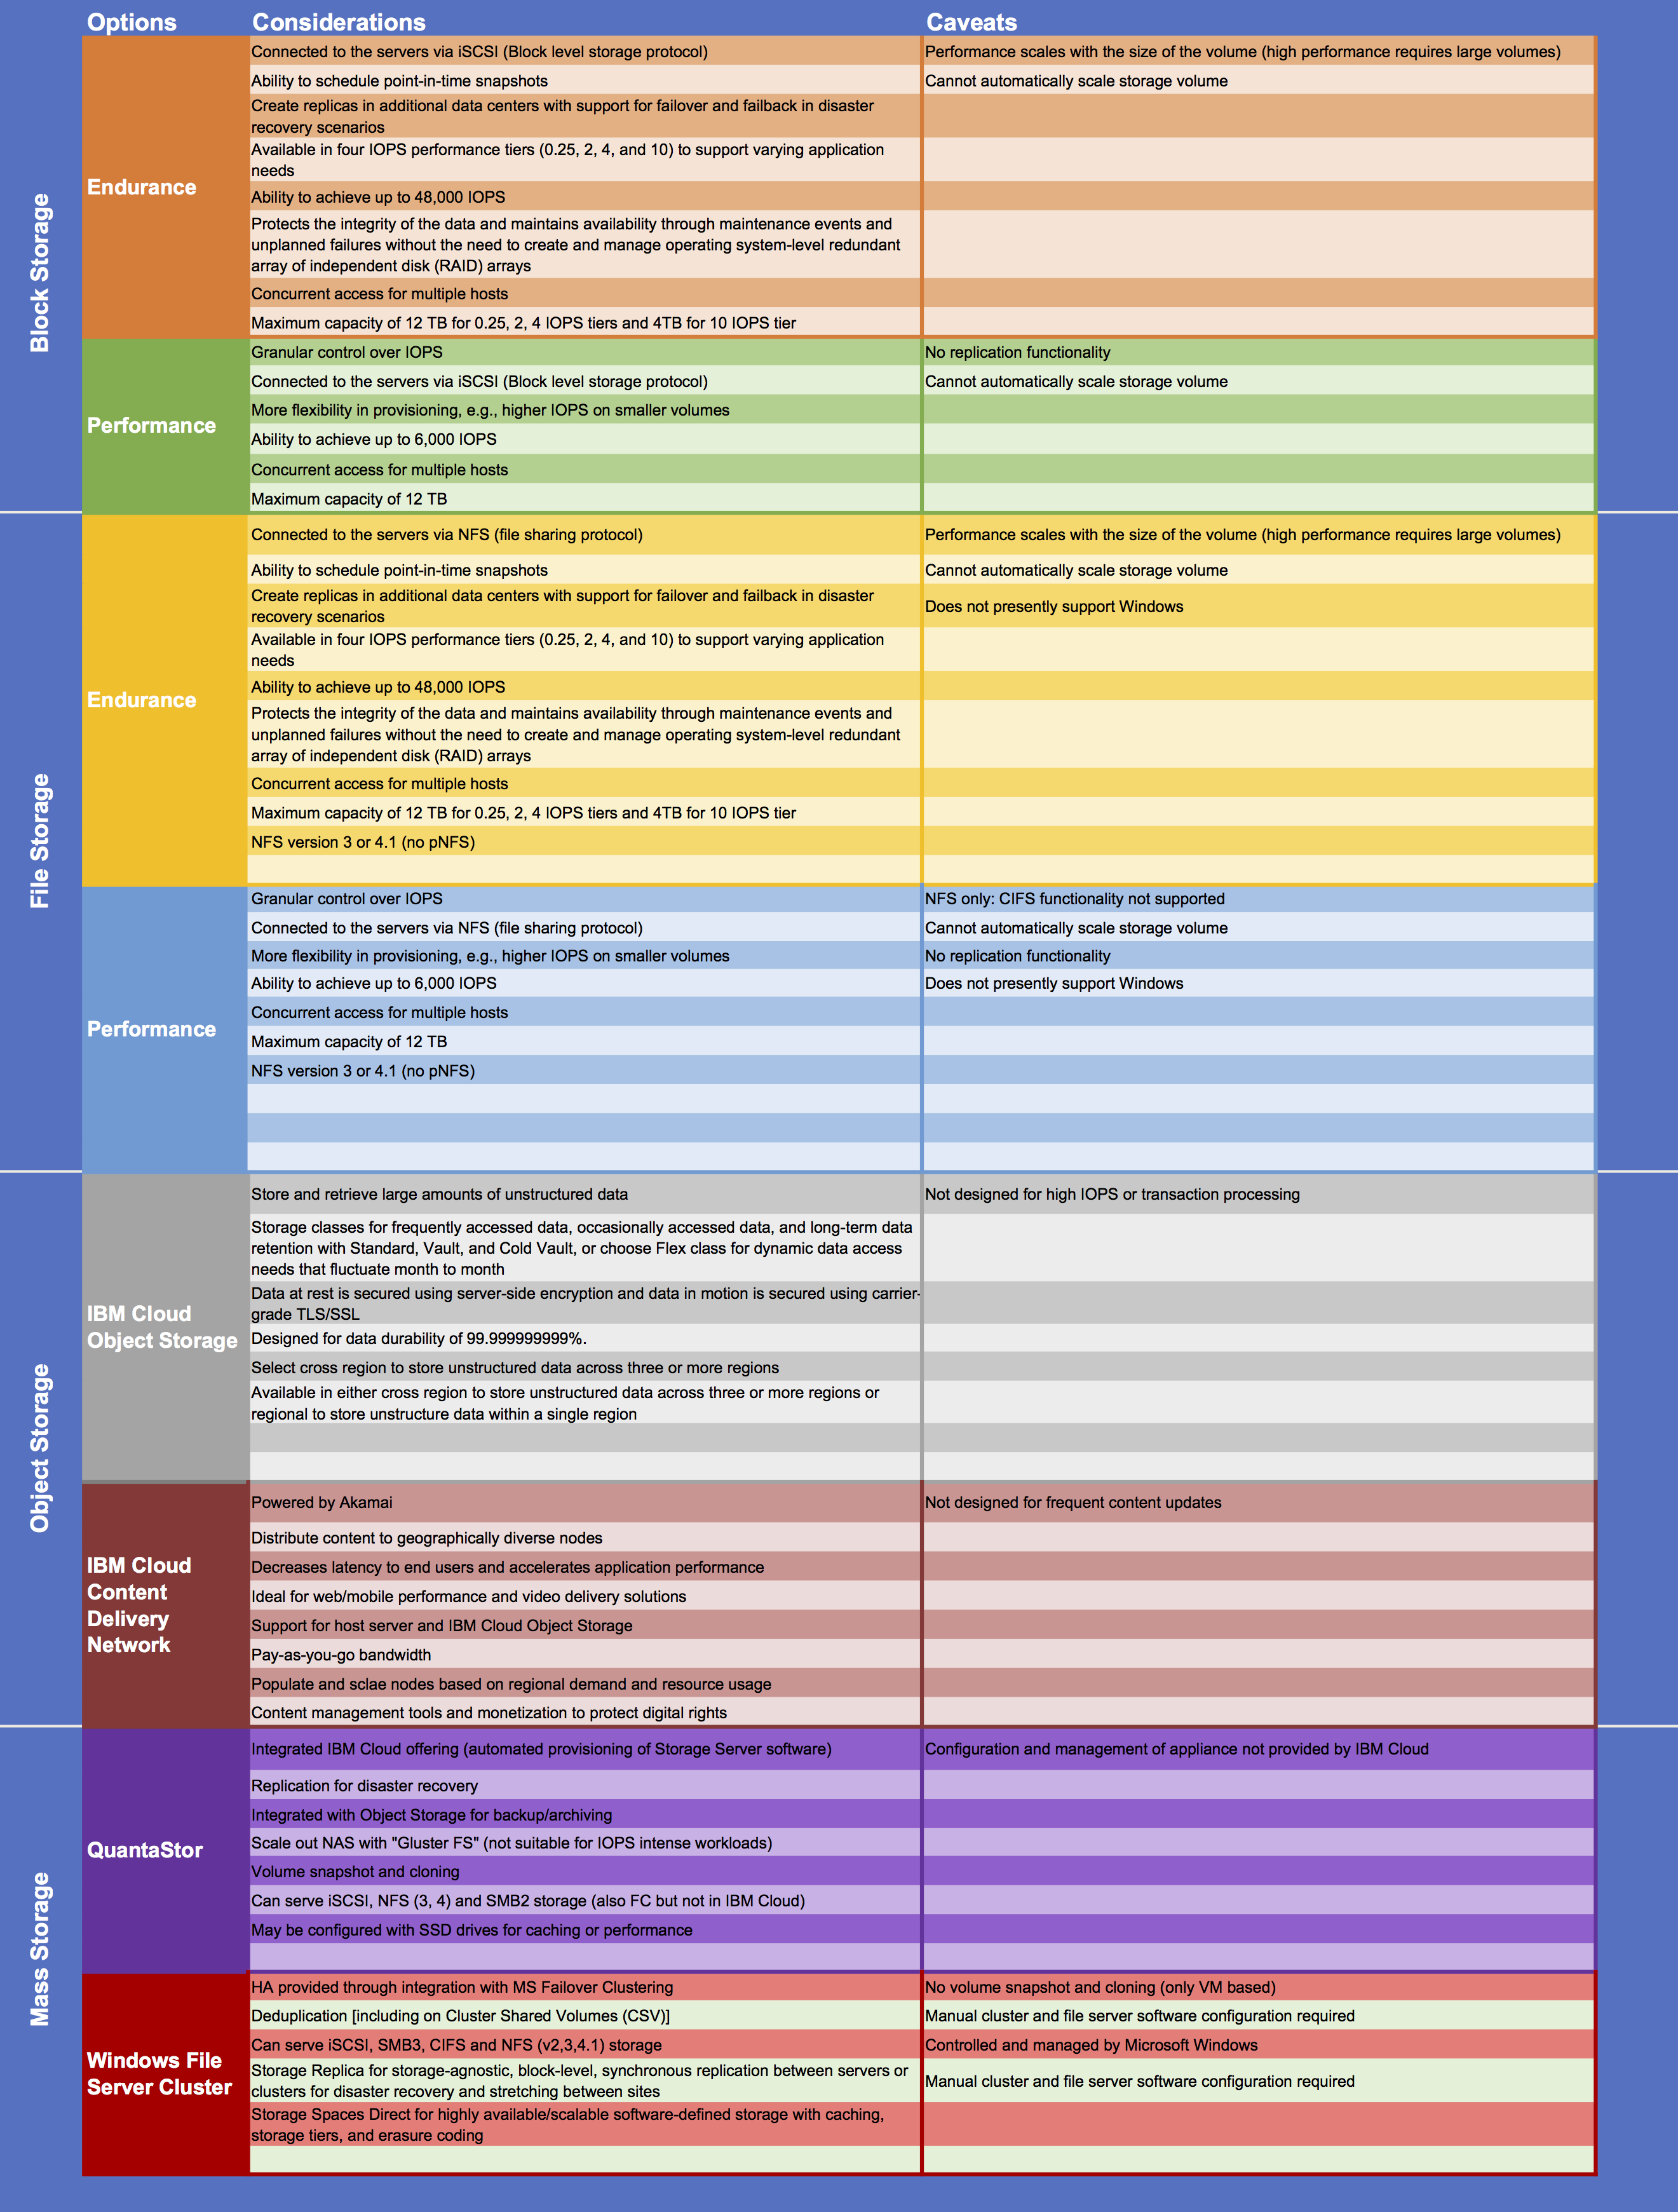 Options Considerations Caveats
Block Storage
Endurance
Connected to the servers via iSCSI (Block level storage protocol) Performance scales with the size of the volume (high performance requires large volumes)
Ability to schedule point-in-time snapshots Cannot automatically scale storage volume
Create replicas in additional data centers with support for failover and failback in disaster
recovery scenarios
Available in four IOPS performance tiers (0.25, 2, 4, and 10) to support varying application
needs
Ability to achieve up to 48,000 IOPS
Protects the integrity of the data and maintains availability through maintenance events and
unplanned failures without the need to create and manage operating system-level redundant
array of independent disk (RAID) arrays
Concurrent access for multiple hosts
Maximum capacity of 12 TB for 0.25, 2, 4 IOPS tiers and 4TB for 10 IOPS tier
Performance
Granular control over IOPS No replication functionality
Connected to the servers via iSCSI (Block level storage protocol) Cannot automatically scale storage volume
More flexibility in provisioning, e.g., higher IOPS on smaller volumes
Ability to achieve up to 6,000 IOPS
Concurrent access for multiple hosts
Maximum capacity of 12 TB
File Storage
Endurance
Connected to the servers via NFS (file sharing protocol) Performance scales with the size of the volume (high performance requires large volumes)
Ability to schedule point-in-time snapshots Cannot automatically scale storage volume
Create replicas in additional data centers with support for failover and failback in disaster
recovery scenarios
Does not presently support Windows
Available in four IOPS performance tiers (0.25, 2, 4, and 10) to support varying application
needs
Ability to achieve up to 48,000 IOPS
Protects the integrity of the data and maintains availability through maintenance events and
unplanned failures without the need to create and manage operating system-level redundant
array of independent disk (RAID) arrays
Concurrent access for multiple hosts
Maximum capacity of 12 TB for 0.25, 2, 4 IOPS tiers and 4TB for 10 IOPS tier
NFS version 3 or 4.1 (no pNFS)
Performance
Granular control over IOPS NFS only: CIFS functionality not supported
Connected to the servers via NFS (file sharing protocol) Cannot automatically scale storage volume
More flexibility in provisioning, e.g., higher IOPS on smaller volumes No replication functionality
Ability to achieve up to 6,000 IOPS Does not presently support Windows
Concurrent access for multiple hosts
Maximum capacity of 12 TB
NFS version 3 or 4.1 (no pNFS)
Object Storage
IBM Cloud
Object Storage
Store and retrieve large amounts of unstructured data Not designed for high IOPS or transaction processing
Storage classes for frequently accessed data, occasionally accessed data, and long-term data
retention with Standard, Vault, and Cold Vault, or choose Flex class for dynamic data access
needs that fluctuate month to month
Data at rest is secured using server-side encryption and data in motion is secured using carrier-
grade TLS/SSL
Designed for data durability of 99.999999999%.
Select cross region to store unstructured data across three or more regions
Available in either cross region to store unstructured data across three or more regions or
regional to store unstructure data within a single region
IBM Cloud
Content
Delivery
Network
Powered by Akamai Not designed for frequent content updates
Distribute content to geographically diverse nodes
Decreases latency to end users and accelerates application performance
Ideal for web/mobile performance and video delivery solutions
Support for host server and IBM Cloud Object Storage
Pay-as-you-go bandwidth
Populate and sclae nodes based on regional demand and resource usage
Content management tools and monetization to protect digital rights
Mass Storage
QuantaStor
Integrated IBM Cloud offering (automated provisioning of Storage Server software) Configuration and management of appliance not provided by IBM Cloud
Replication for disaster recovery
Integrated with Object Storage for backup/archiving
Scale out NAS with "Gluster FS" (not suitable for IOPS intense workloads)
Volume snapshot and cloning
Can serve iSCSI, NFS (3, 4) and SMB2 storage (also FC but not in IBM Cloud)
May be configured with SSD drives for caching or performance
Windows File
Server Cluster
HA provided through integration with MS Failover Clustering No volume snapshot and cloning (only VM based)
Deduplication [including on Cluster Shared Volumes (CSV)] Manual cluster and file server software configuration required
Can serve iSCSI, SMB3, CIFS and NFS (v2,3,4.1) storage Controlled and managed by Microsoft Windows
Storage Replica for storage-agnostic, block-level, synchronous replication between servers or
clusters for disaster recovery and stretching between sites
Manual cluster and file server software configuration required
Storage Spaces Direct for highly available/scalable software-defined storage with caching,
storage tiers, and erasure coding